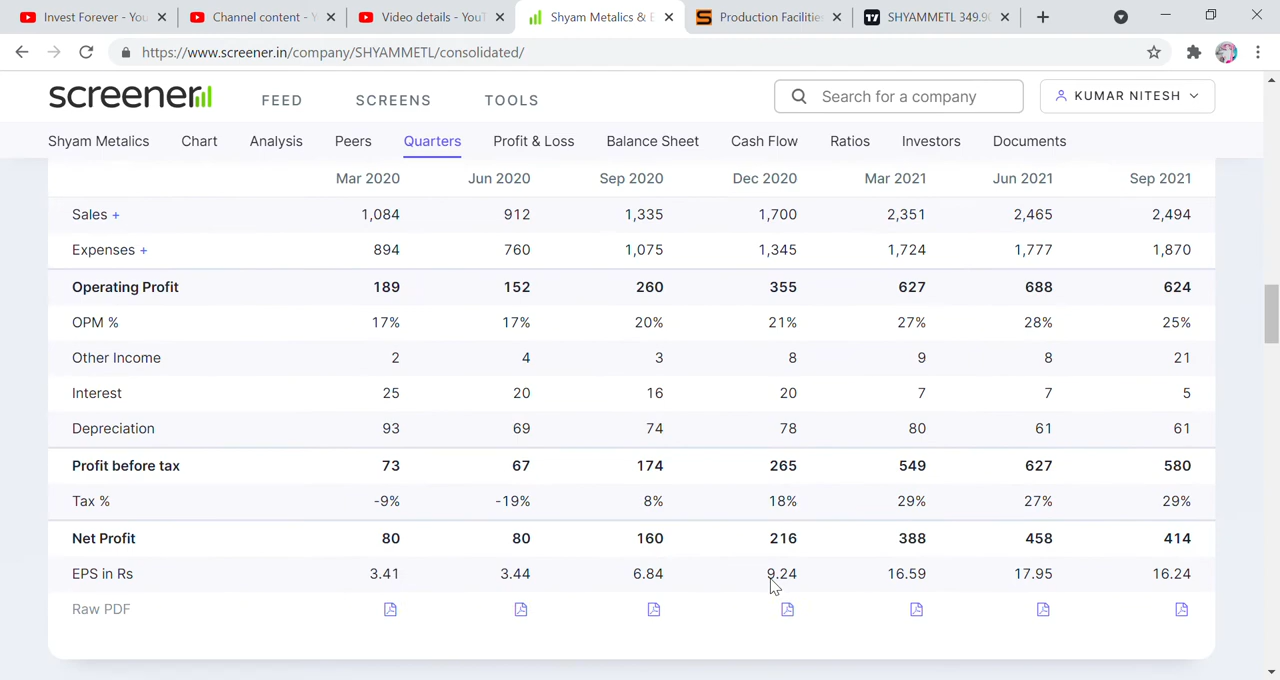 Invest Forever - You
Channel content - Y
Video details - YouT
Shyam Metalics & E
Production Facilities
SHYAMMETL 349.90
https://www.screener.in/company/SHYAMMETL/consolidated/
screener
FEED SCREENS TOOLS
Search for a company
KUMAR NITESH
Shyam Metalics Chart Analysis Peers Quarters Profit & Loss Balance Sheet Cash Flow Ratios Investors Documents
Mar 2020 Jun 2020 Sep 2020 Dec 2020 Mar 2021 Jun 2021 Sep 2021
Sales + 1,084 912 1,335 1,700 2,351 2,465 2,494
Expenses + 894 760 1,075 1,345 1,724 1,777 1,870
Operating Profit 189 152 260 355 627 688 624
OPM % 17% 17% 20% 21% 27% 28% 25%
Other Income 2 4 3 8 9 8 21
Interest 25 20 16 20 7 7 5
Depreciation 93 69 74 78 80 61 61
Profit before tax 73 67 174 265 549 627 580
Tax % -9% -19% 8% 18% 29% 27% 29%
Net Profit 80 80 160 216 388 458 414
EPS in Rs 3.41 3.44 6.84 9.24 16.59 17.95 16.24
Raw PDF